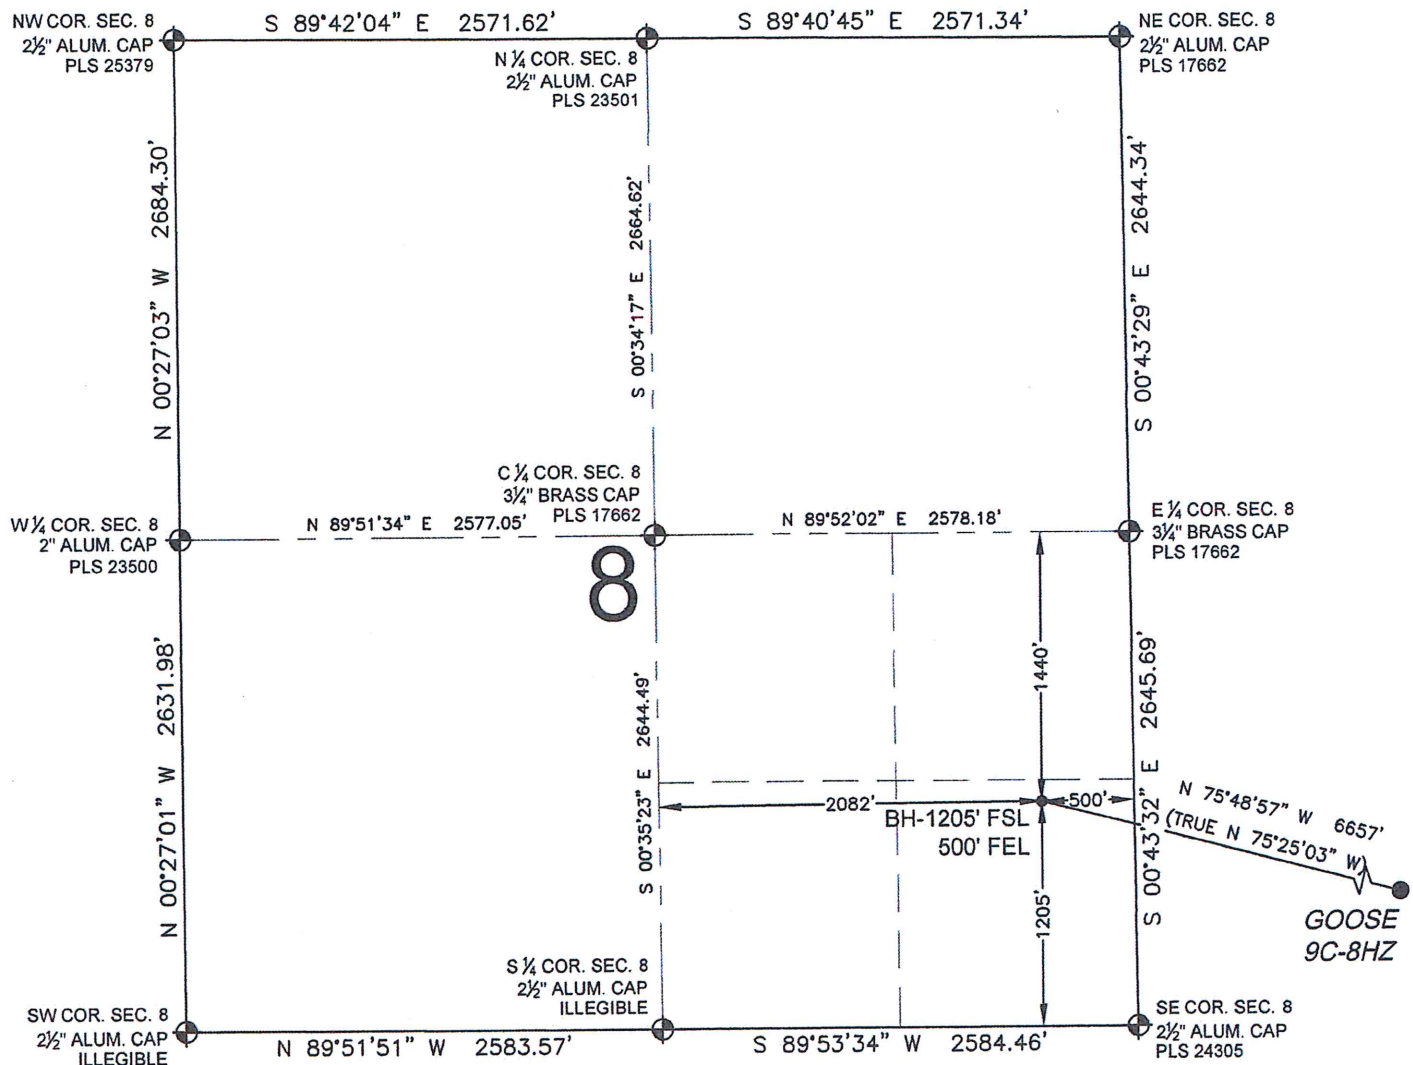 NW COR. SEC. 8
2½" ALUM. CAP
PLS 25379
S 89°42'04" E 2571.62'
N ¼ COR. SEC. 8
2½" ALUM. CAP
PLS 23501
S 89°40'45" E 2571.34'
NE COR. SEC. 8
2½" ALUM. CAP
PLS 17662
N 00°27'03" W 2684.30'
S 00°34'17" E 2664.62'
S 00°43'29" E 2644.34'
W ¼ COR. SEC. 8
2" ALUM. CAP
PLS 23500
N 89°51'34" E 2577.05'
C ¼ COR. SEC. 8
3¼" BRASS CAP
PLS 17662
N 89°52'02" E 2578.18'
E ¼ COR. SEC. 8
3¼" BRASS CAP
PLS 17662
8
N 00°27'01" W 2631.98'
S 00°35'23" E 2644.49'
1440'
S 00°43'32" E 2645.69'
2082'
500'
BH-1205' FSL
500' FEL
1205'
N 75°48'57" W 6657'
(TRUE N 75°25'03" W)
GOOSE
9C-8HZ
SW COR. SEC. 8
2½" ALUM. CAP
ILLEGIBLE
N 89°51'51" W 2583.57'
S ¼ COR. SEC. 8
2½" ALUM. CAP
ILLEGIBLE
S 89°53'34" W 2584.46'
SE COR. SEC. 8
2½" ALUM. CAP
PLS 24305